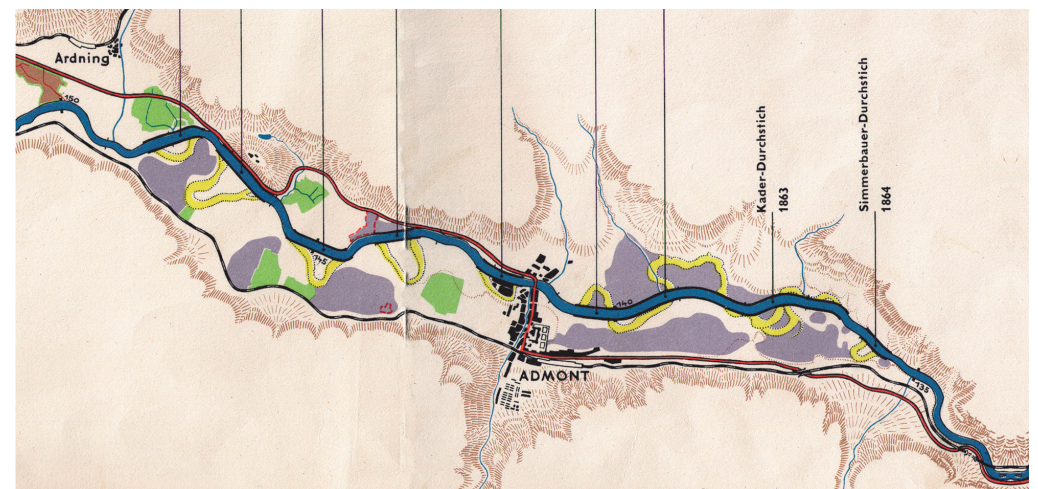 Ardning
150
145
140
Kader-Durchstich
1863
Simmerbauer-Durchstich
1864
ADMONT
135